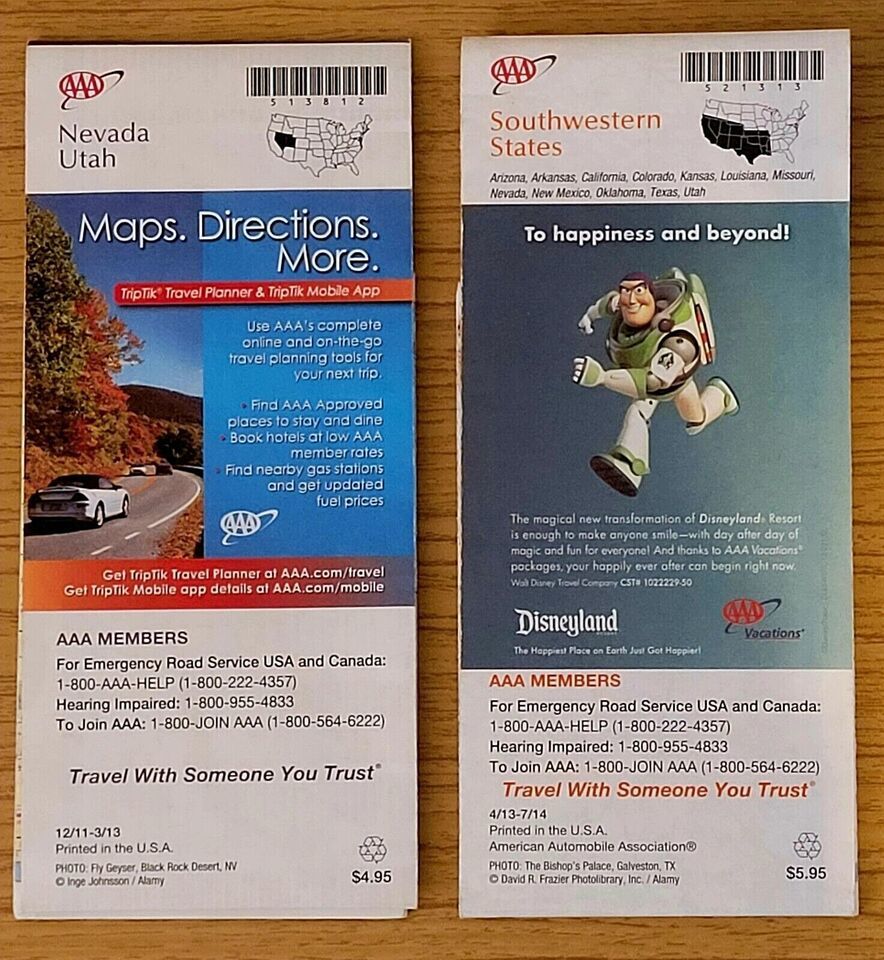 AAA
513812
Nevada
Utah
Maps. Directions.
More.
TripTik® Travel Planner & TripTik Mobile App
Use AAA's complete
online and on-the-go
travel planning tools for
your next trip.
• Find AAA Approved
places to stay and dine
• Book hotels at low AAA
member rates
• Find nearby gas stations
and get updated
fuel prices
AAA
Get TripTik Travel Planner at AAA.com/travel
Get TripTik Mobile app details at AAA.com/mobile
AAA MEMBERS
For Emergency Road Service USA and Canada:
1-800-AAA-HELP (1-800-222-4357)
Hearing Impaired: 1-800-955-4833
To Join AAA: 1-800-JOIN AAA (1-800-564-6222)
Travel With Someone You Trust®
12/11-3/13
Printed in the U.S.A.
PHOTO: Fly Geyser, Black Rock Desert, NV
© Inge Johnsson / Alamy
$4.95
AAA
521313
Southwestern
States
Arizona, Arkansas, California, Colorado, Kansas, Louisiana, Missouri,
Nevada, New Mexico, Oklahoma, Texas, Utah
To happiness and beyond!
The magical new transformation of Disneyland® Resort
is enough to make anyone smile—with day after day of
magic and fun for everyone! And thanks to AAA Vacations®
packages, your happily ever after can begin right now.
Walt Disney Travel Company CST# 1022229-50
Disneyland
RESORT
The Happiest Place on Earth Just Got Happier!
AAA
Vacations®
AAA MEMBERS
For Emergency Road Service USA and Canada:
1-800-AAA-HELP (1-800-222-4357)
Hearing Impaired: 1-800-955-4833
To Join AAA: 1-800-JOIN AAA (1-800-564-6222)
Travel With Someone You Trust®
4/13-7/14
Printed in the U.S.A.
American Automobile Association®
PHOTO: The Bishop's Palace, Galveston, TX
© David R. Frazier Photolibrary, Inc. / Alamy
$5.95